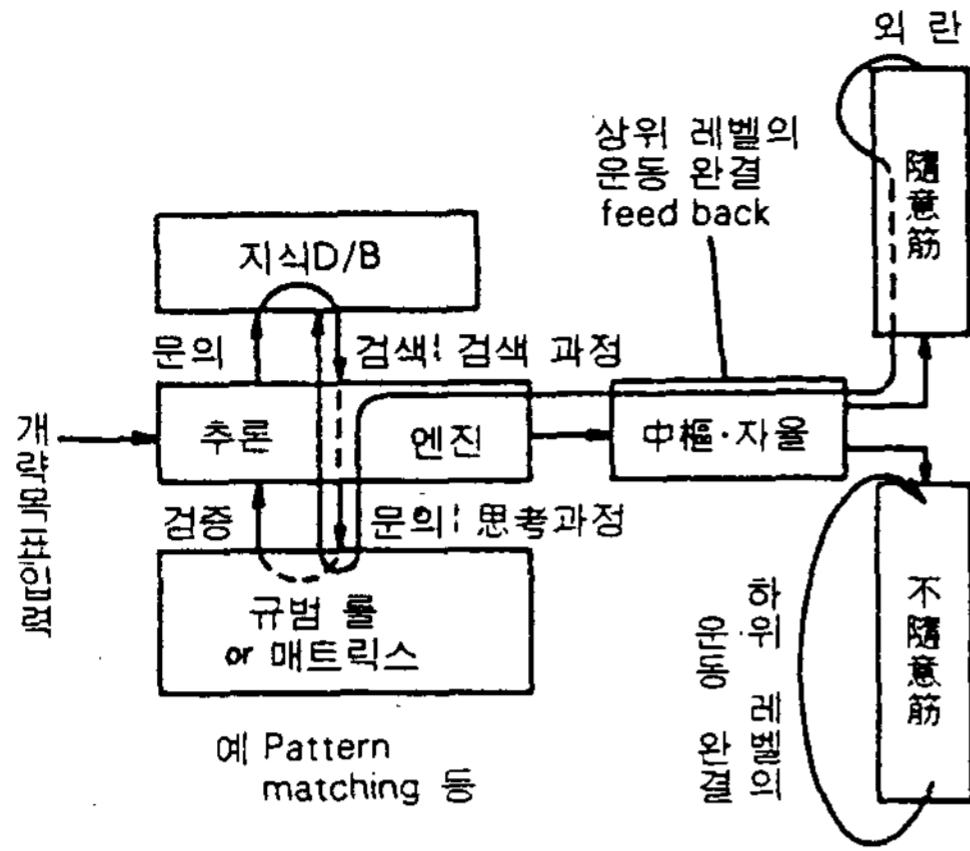 외 란
상위 레벨의
운동 완결
feed back
隨意筋
지식D/B
문의
검색¦ 검색 과정
개략목표입력
추론
엔진
中樞·자율
검증
문의¦ 思考과정
규범 룰
or 매트릭스
하위 레벨의
운동 완결
不隨意筋
예 Pattern
matching 등